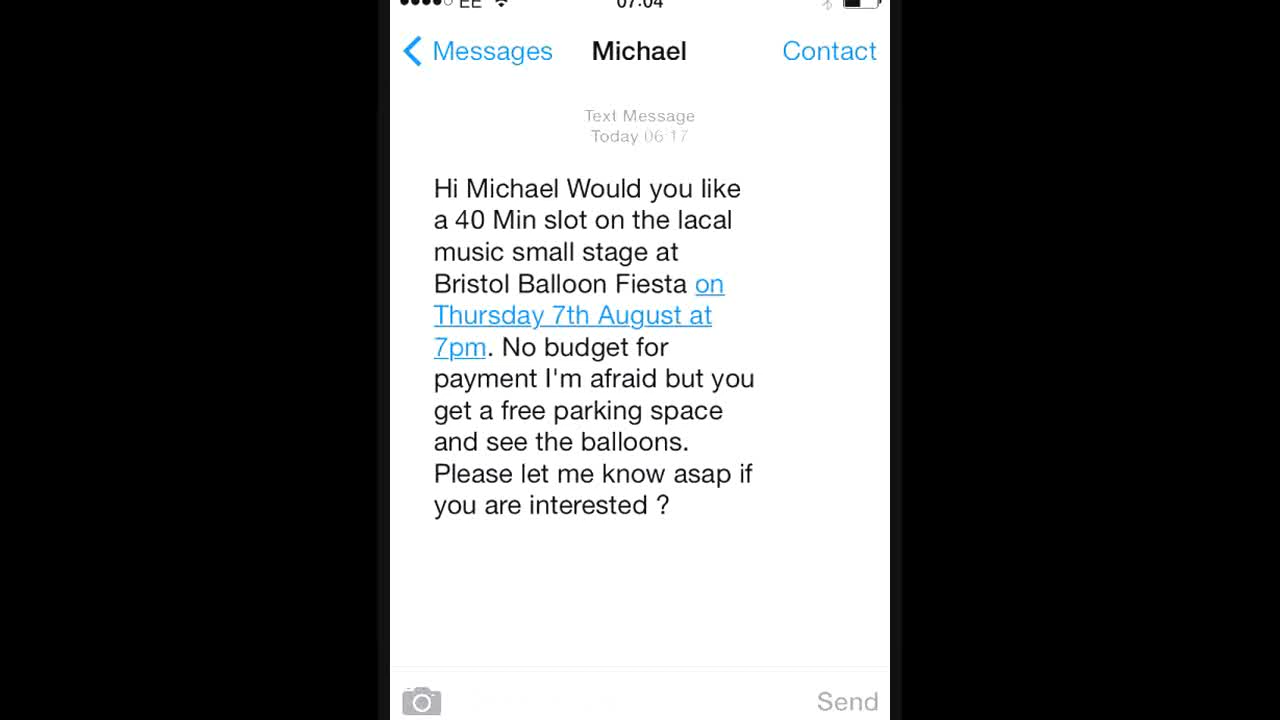 EE 07:04
Messages Michael Contact
Text Message
Today 06:17
Hi Michael Would you like
a 40 Min slot on the lacal
music small stage at
Bristol Balloon Fiesta on
Thursday 7th August at
7pm. No budget for
payment I'm afraid but you
get a free parking space
and see the balloons.
Please let me know asap if
you are interested ?
Send